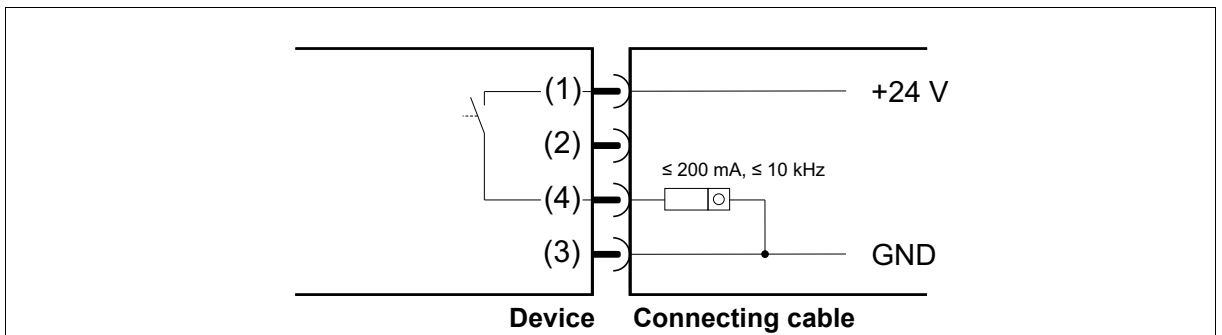 (1)
+24 V
(2)
≤ 200 mA, ≤ 10 kHz
(4)
(3)
GND
Device
Connecting cable